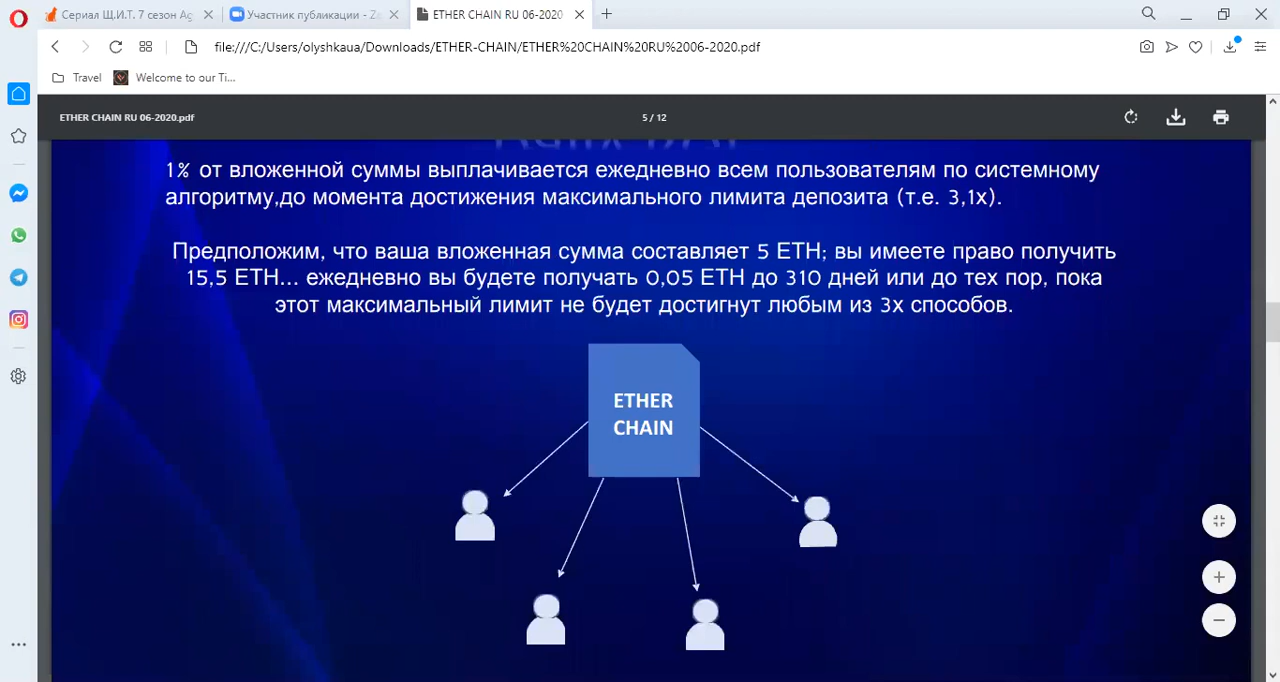 Сериал Щ.И.Т. 7 сезон Аг
Участник публикации - Z
ETHER CHAIN RU 06-2020
file:///C:/Users/olyshkaua/Downloads/ETHER-CHAIN/ETHER%20CHAIN%20RU%2006-2020.pdf
Travel
Welcome to our Ti...
ETHER CHAIN RU 06-2020.pdf
5 / 12
1% от вложенной суммы выплачивается ежедневно всем пользователям по системному
алгоритму,до момента достижения максимального лимита депозита (т.е. 3,1x).
Предположим, что ваша вложенная сумма составляет 5 ETH; вы имеете право получить
15,5 ETH... ежедневно вы будете получать 0,05 ETH до 310 дней или до тех пор, пока
этот максимальный лимит не будет достигнут любым из 3х способов.
ETHER
CHAIN